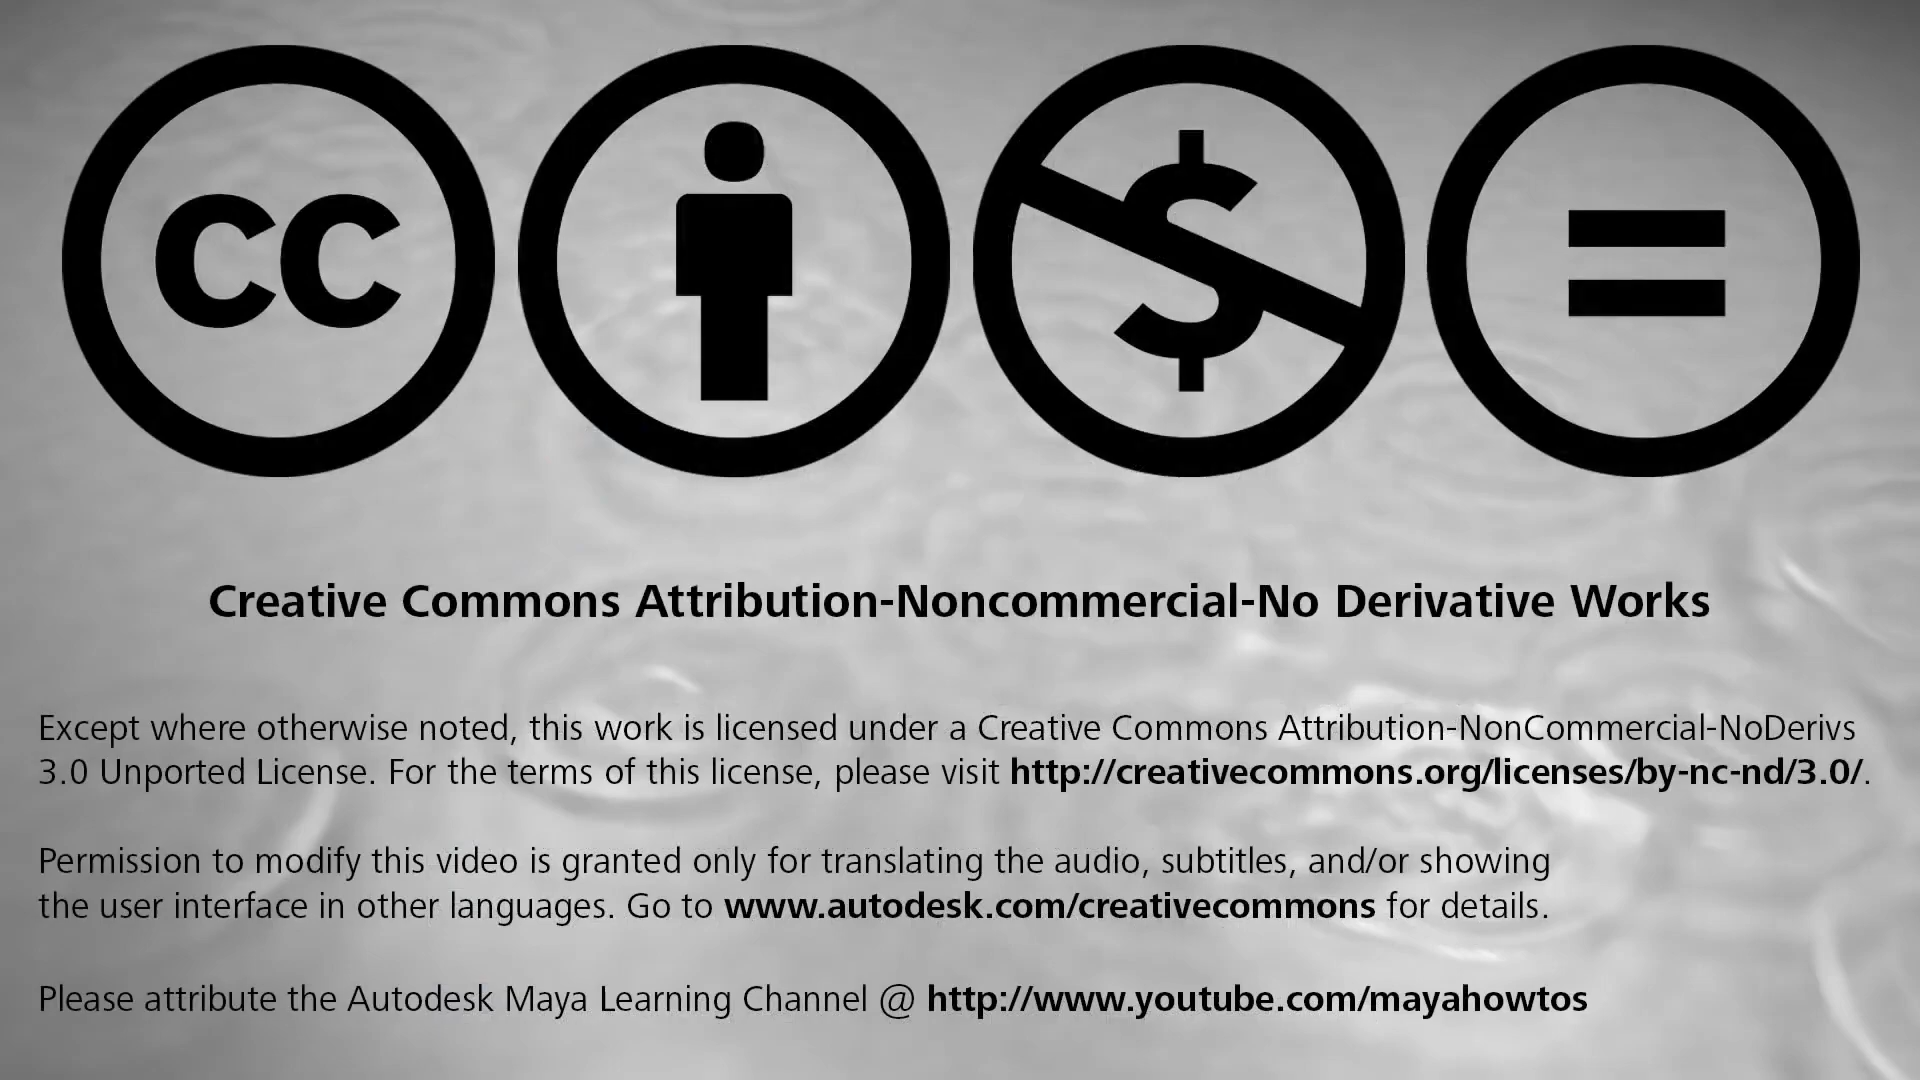 cc
$
=
Creative Commons Attribution-Noncommercial-No Derivative Works
Except where otherwise noted, this work is licensed under a Creative Commons Attribution-NonCommercial-NoDerivs
3.0 Unported License. For the terms of this license, please visit http://creativecommons.org/licenses/by-nc-nd/3.0/.
Permission to modify this video is granted only for translating the audio, subtitles, and/or showing
the user interface in other languages. Go to www.autodesk.com/creativecommons for details.
Please attribute the Autodesk Maya Learning Channel @ http://www.youtube.com/mayahowtos